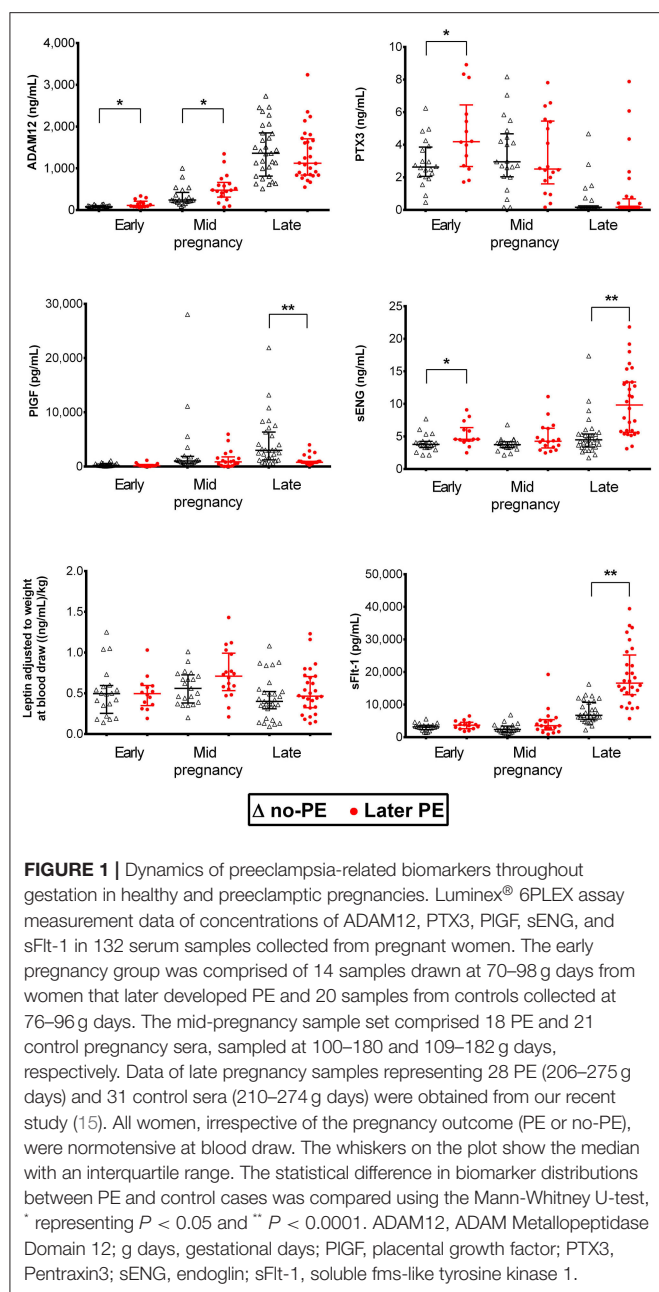 ADAM12 (ng/mL)
4,000
3,000
2,000
1,000
0
*
*
Early
Mid
Late
pregnancy
PTX3 (ng/mL)
10
8
6
4
2
0
*
Early
Mid
Late
pregnancy
PlGF (pg/mL)
30,000
20,000
10,000
0
**
Early
Mid
Late
pregnancy
sENG (ng/mL)
25
20
15
10
5
0
*
**
Early
Mid
Late
pregnancy
Leptin adjusted to weight
at blood draw ((ng/mL)/kg)
2.0
1.5
1.0
0.5
0.0
Early
Mid
Late
pregnancy
sFlt-1 (pg/mL)
50,000
40,000
30,000
20,000
10,000
0
**
Early
Mid
Late
pregnancy
Δ no-PE ● Later PE
FIGURE 1 | Dynamics of preeclampsia-related biomarkers throughout
gestation in healthy and preeclamptic pregnancies. Luminex® 6PLEX assay
measurement data of concentrations of ADAM12, PTX3, PlGF, sENG, and
sFlt-1 in 132 serum samples collected from pregnant women. The early
pregnancy group was comprised of 14 samples drawn at 70–98 g days from
women that later developed PE and 20 samples from controls collected at
76–96 g days. The mid-pregnancy sample set comprised 18 PE and 21
control pregnancy sera, sampled at 100–180 and 109–182 g days,
respectively. Data of late pregnancy samples representing 28 PE (206–275 g
days) and 31 control sera (210–274 g days) were obtained from our recent
study (15). All women, irrespective of the pregnancy outcome (PE or no-PE),
were normotensive at blood draw. The whiskers on the plot show the median
with an interquartile range. The statistical difference in biomarker distributions
between PE and control cases was compared using the Mann-Whitney U-test,
* representing P < 0.05 and ** P < 0.0001. ADAM12, ADAM Metallopeptidase
Domain 12; g days, gestational days; PlGF, placental growth factor; PTX3,
Pentraxin3; sENG, endoglin; sFlt-1, soluble fms-like tyrosine kinase 1.